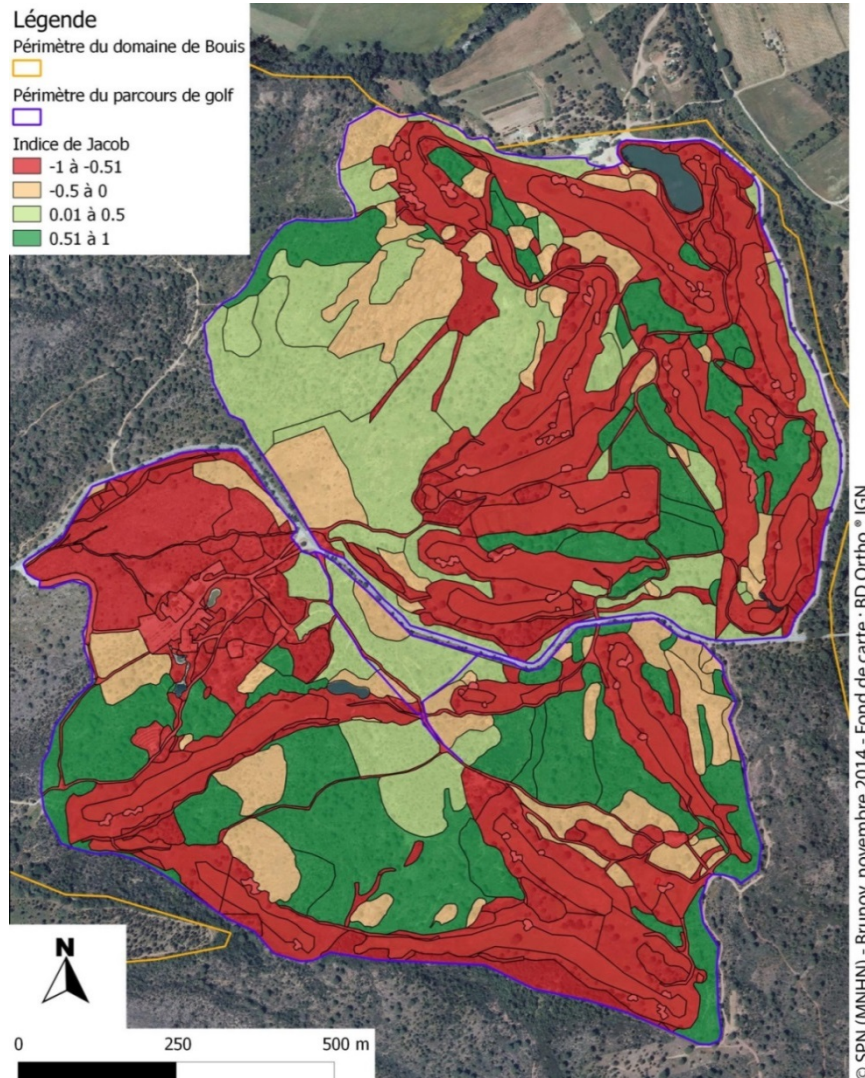 Légende
Périmètre du domaine de Bouis
Périmètre du parcours de golf
Indice de Jacob
-1 à -0.51
-0.5 à 0
0.01 à 0.5
0.51 à 1
N
0 250 500 m
© SPN (MNHN) - Brunoy, novembre 2014 - Fond de carte : BD Ortho ® IGN